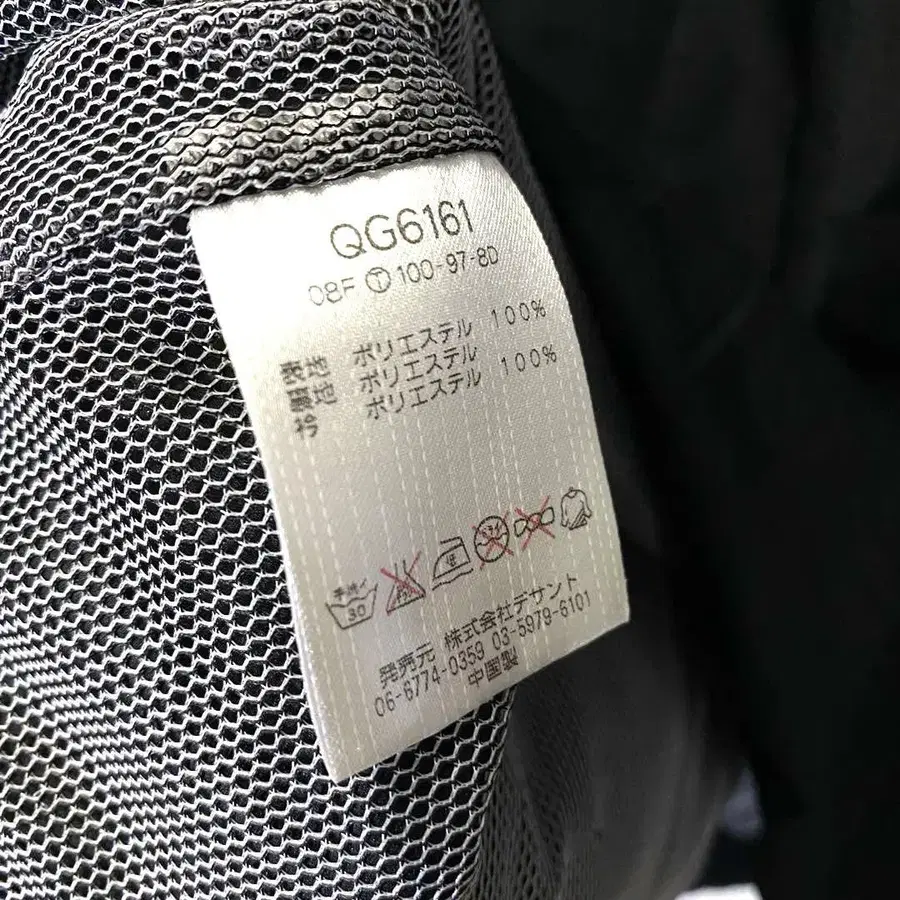 QG6161
08F Ⓣ 100-97-8D
表地 ポリエステル 100%
裏地 ポリエステル 100%
衿 ポリエステル
手洗イ
30
発売元 株式会社デサント
06-6774-0359 03-5979-6101
中国製